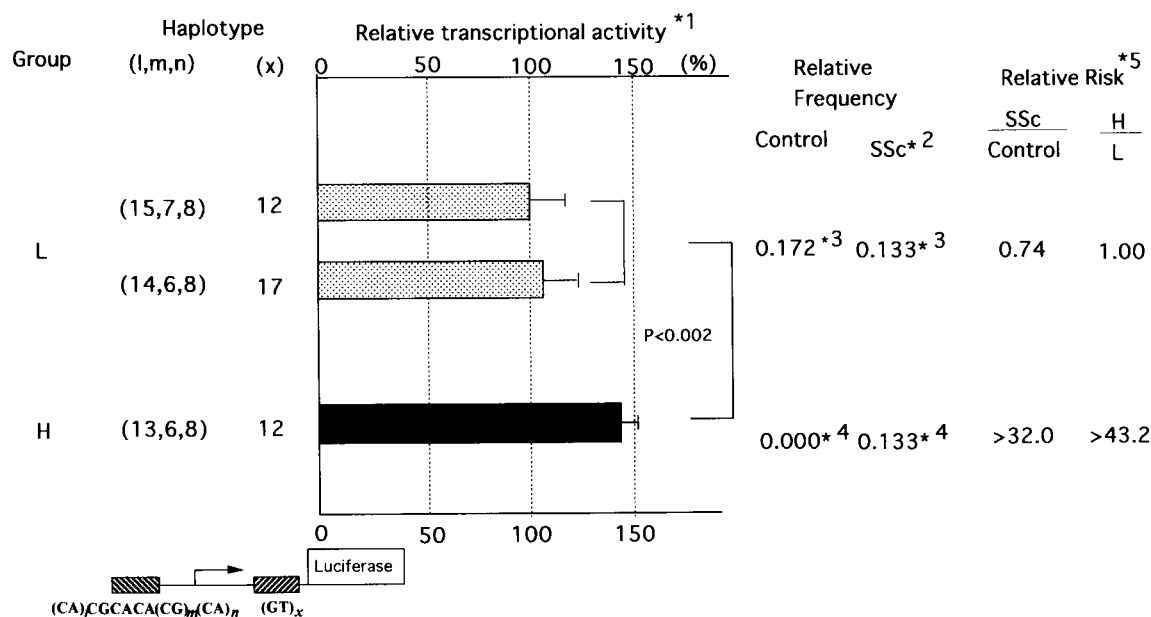 Haplotype
Relative transcriptional activity *1
Group (l,m,n) (x)
0 50 100 150 (%)
Relative Frequency
Relative Risk*5
Control SSc*2
SSc/Control
H/L
L
(15,7,8) 12
(14,6,8) 17
0.172*3 0.133*3 0.74 1.00
P<0.002
H (13,6,8) 12
0.000*4 0.133*4 >32.0 >43.2
0 50 100 150
Luciferase
(CA)lCGCACA(CG)m(CA)n (GT)x